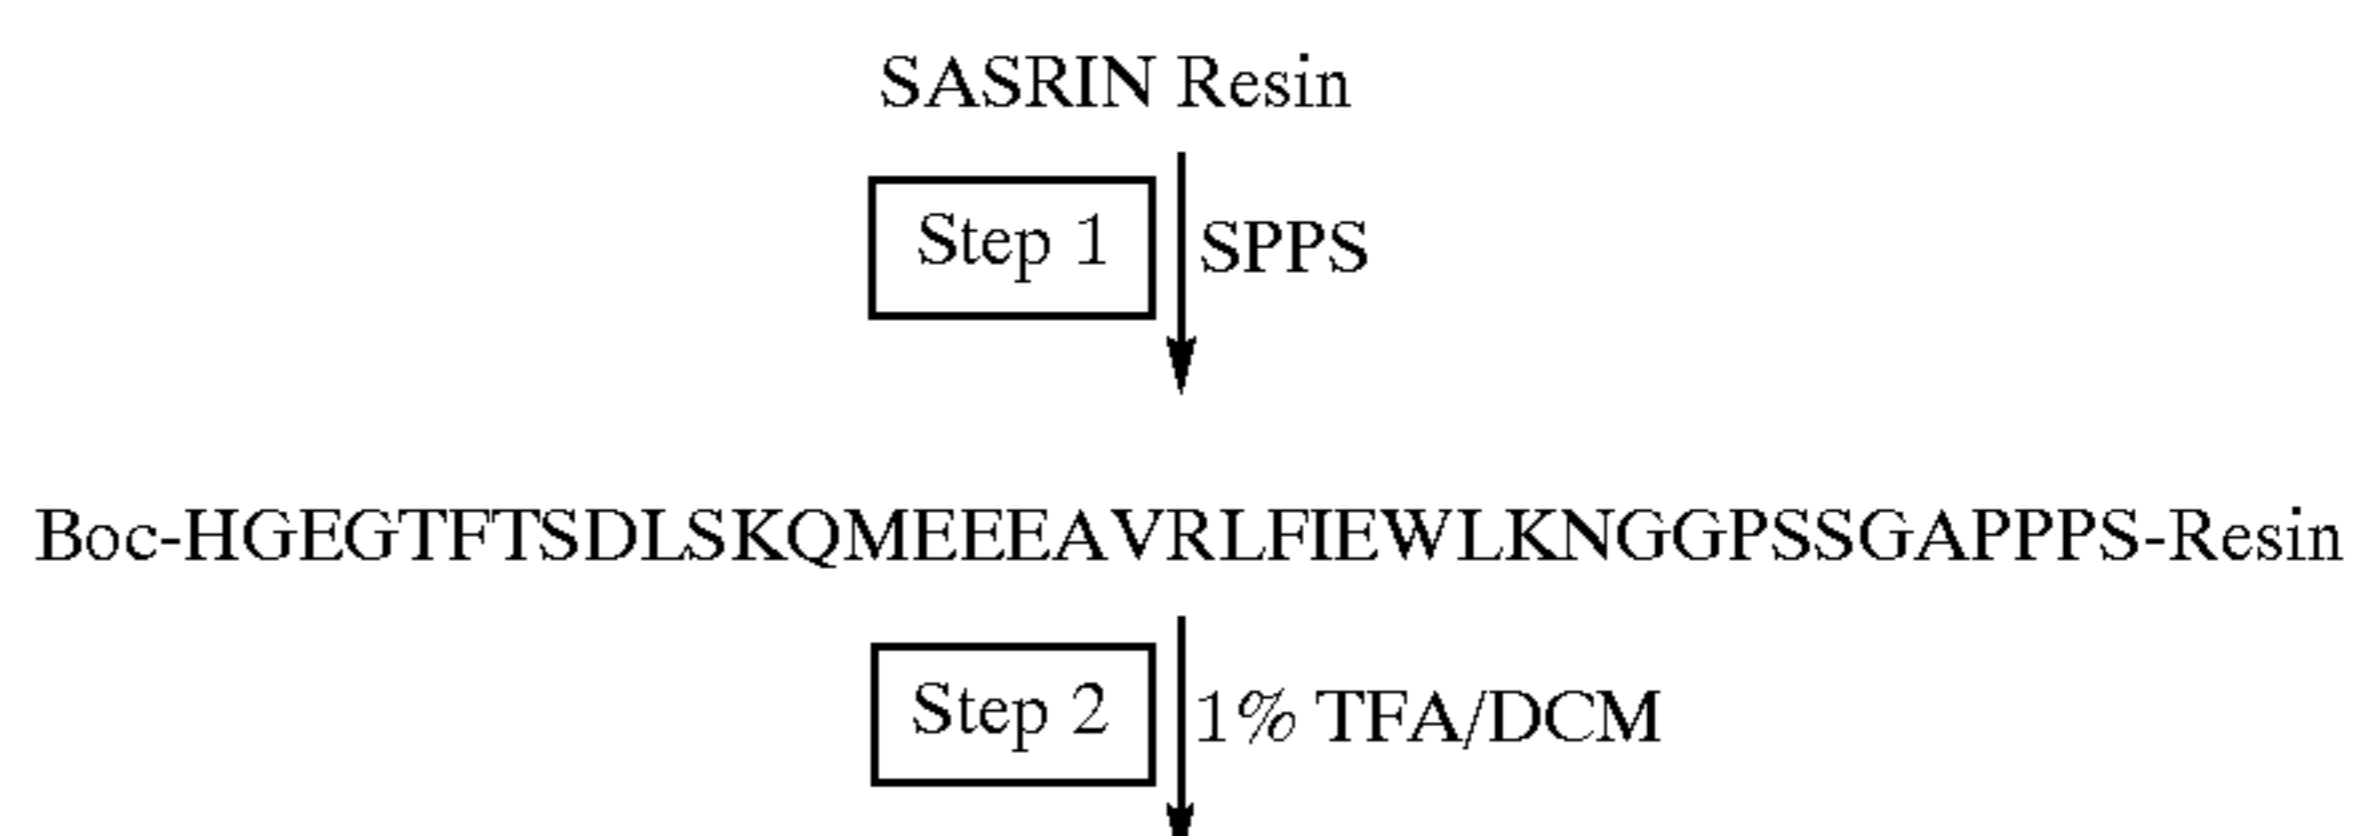 SASRIN Resin
Step 1
SPPS
Boc-HGEGTFTSDLSKQMEEEAVRLFIEWLKNGGPSSGAPPPS-Resin
Step 2
1% TFA/DCM